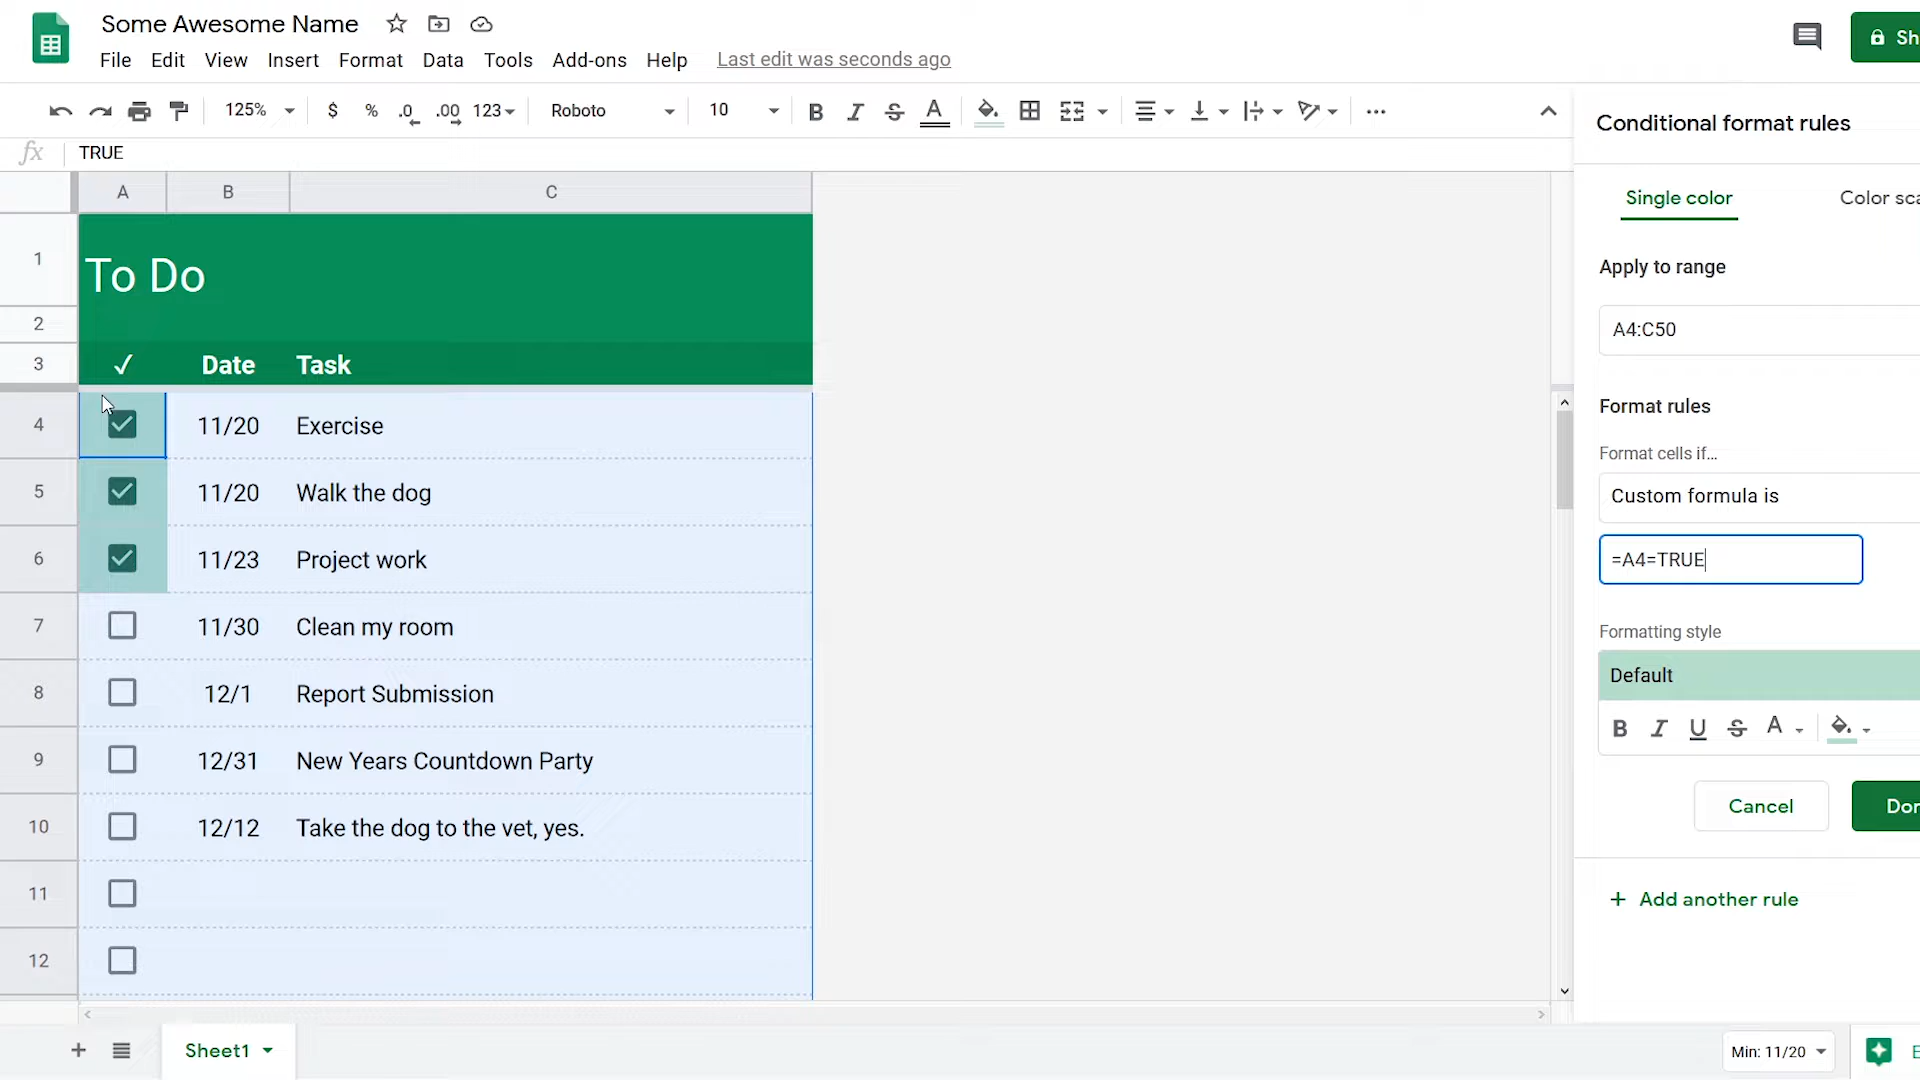 Some Awesome Name
Sh
File Edit View Insert Format Data Tools Add-ons Help Last edit was seconds ago
125% $ % .0 .00 123 Roboto 10 B I S A
Conditional format rules
fx TRUE
A B C
Single color Color sca
1 To Do
Apply to range
2
A4:C50
3 ✓ Date Task
Format rules
4 11/20 Exercise
Format cells if…
5 11/20 Walk the dog
Custom formula is
6 11/23 Project work
=A4=TRUE
7 11/30 Clean my room
Formatting style
8 12/1 Report Submission
Default
B I U S A
9 12/31 New Years Countdown Party
Cancel Don
10 12/12 Take the dog to the vet, yes.
11
+ Add another rule
12
+ Sheet1
Min: 11/20
E